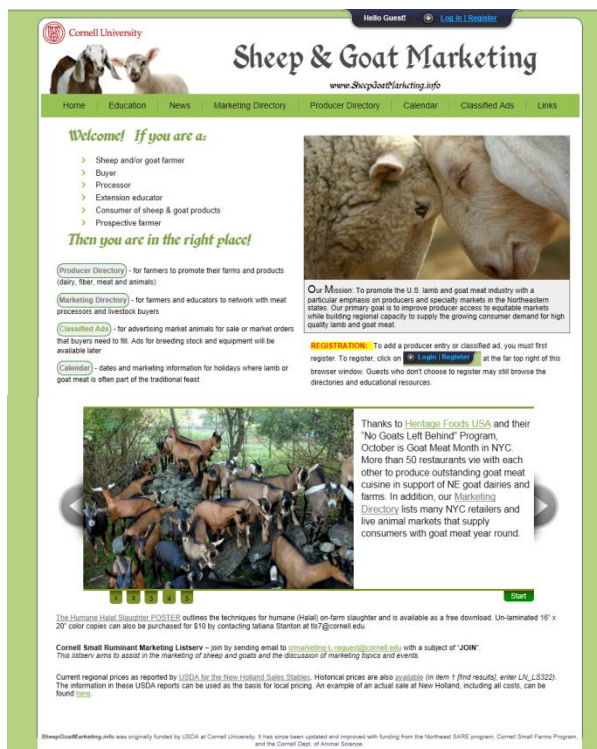 Hello Guest! Log In | Register
Cornell University
Sheep & Goat Marketing
www.SheepGoatMarketing.info
Home Education News Marketing Directory Producer Directory Calendar Classified Ads Links
Welcome! If you are a:
Sheep and/or goat farmer
Buyer
Processor
Extension educator
Consumer of sheep & goat products
Prospective farmer
Then you are in the right place!
Producer Directory - for farmers to promote their farms and products
(dairy, fiber, meat and animals)
Marketing Directory - for farmers and educators to network with meat
processors and livestock buyers
Classified Ads - for advertising market animals for sale or market orders
that buyers need to fill. Ads for breeding stock and equipment will be
available later
Calendar - dates and marketing information for holidays where lamb or
goat meat is often part of the traditional feast
Our Mission: To promote the U.S. lamb and goat meat industry with a
particular emphasis on producers and specialty markets in the Northeastern
states. Our primary goal is to improve producer access to equitable markets
while building regional capacity to supply the growing consumer demand for high
quality lamb and goat meat.
REGISTRATION: To add a producer entry or classified ad, you must first
register. To register, click on Login | Register at the far top right of this
browser window. Guests who don't choose to register may still browse the
directories and educational resources.
Thanks to Heritage Foods USA and their
"No Goats Left Behind" Program,
October is Goat Meat Month in NYC.
More than 50 restaurants vie with each
other to produce outstanding goat meat
cuisine in support of NE goat dairies and
farms. In addition, our Marketing
Directory lists many NYC retailers and
live animal markets that supply
consumers with goat meat year round.
1 2 3 4 5
Start
The Humane Halal Slaughter POSTER outlines the techniques for humane (Halal) on-farm slaughter and is available as a free download. Un-laminated 16" x
20" color copies can also be purchased for $10 by contacting tatiana Stanton at tls7@cornell.edu.
Cornell Small Ruminant Marketing Listserv – join by sending email to srmarketing-L-request@cornell.edu with a subject of "JOIN".
This listserv aims to assist in the marketing of sheep and goats and the discussion of marketing topics and events.
Current regional prices as reported by USDA for the New Holland Sales Stables. Historical prices are also available (in item 1 [find results], enter LN_LS322).
The information in these USDA reports can be used as the basis for local pricing. An example of an actual sale at New Holland, including all costs, can be
found here.
SheepGoatMarketing.info was originally funded by USDA at Cornell University. It has since been updated and improved with funding from the Northeast SARE program, Cornell Small Farms Program,
and the Cornell Dept. of Animal Science.